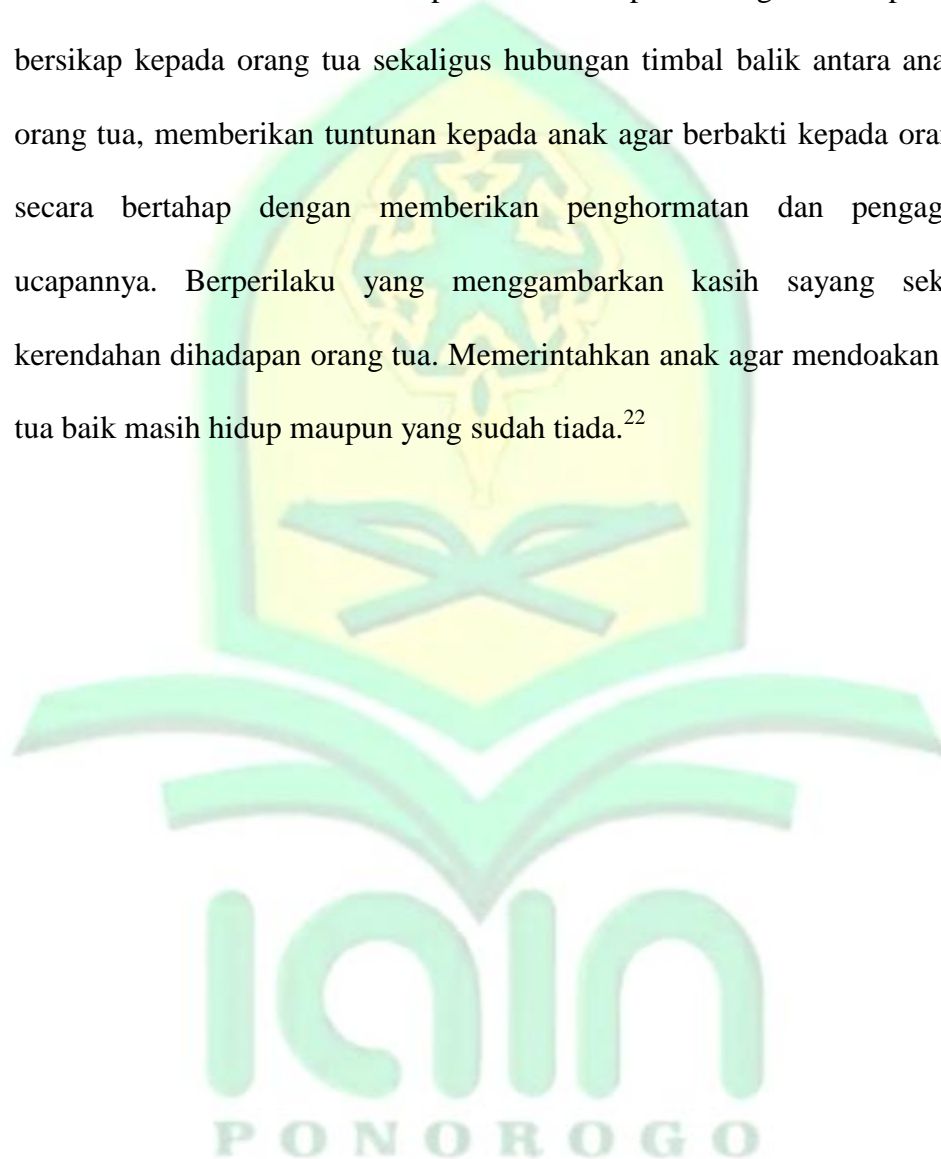 bersikap kepada orang tua sekaligus hubungan timbal balik antara
orang tua, memberikan tuntunan kepada anak agar berbakti kepada
secara bertahap dengan memberikan penghormatan dan
ucapannya. Berperilaku yang menggambarkan kasih sayang
kerendahan dihadapan orang tua. Memerintahkan anak agar mendoakan
tua baik masih hidup maupun yang sudah tiada.22
IAIN
PONOROGO